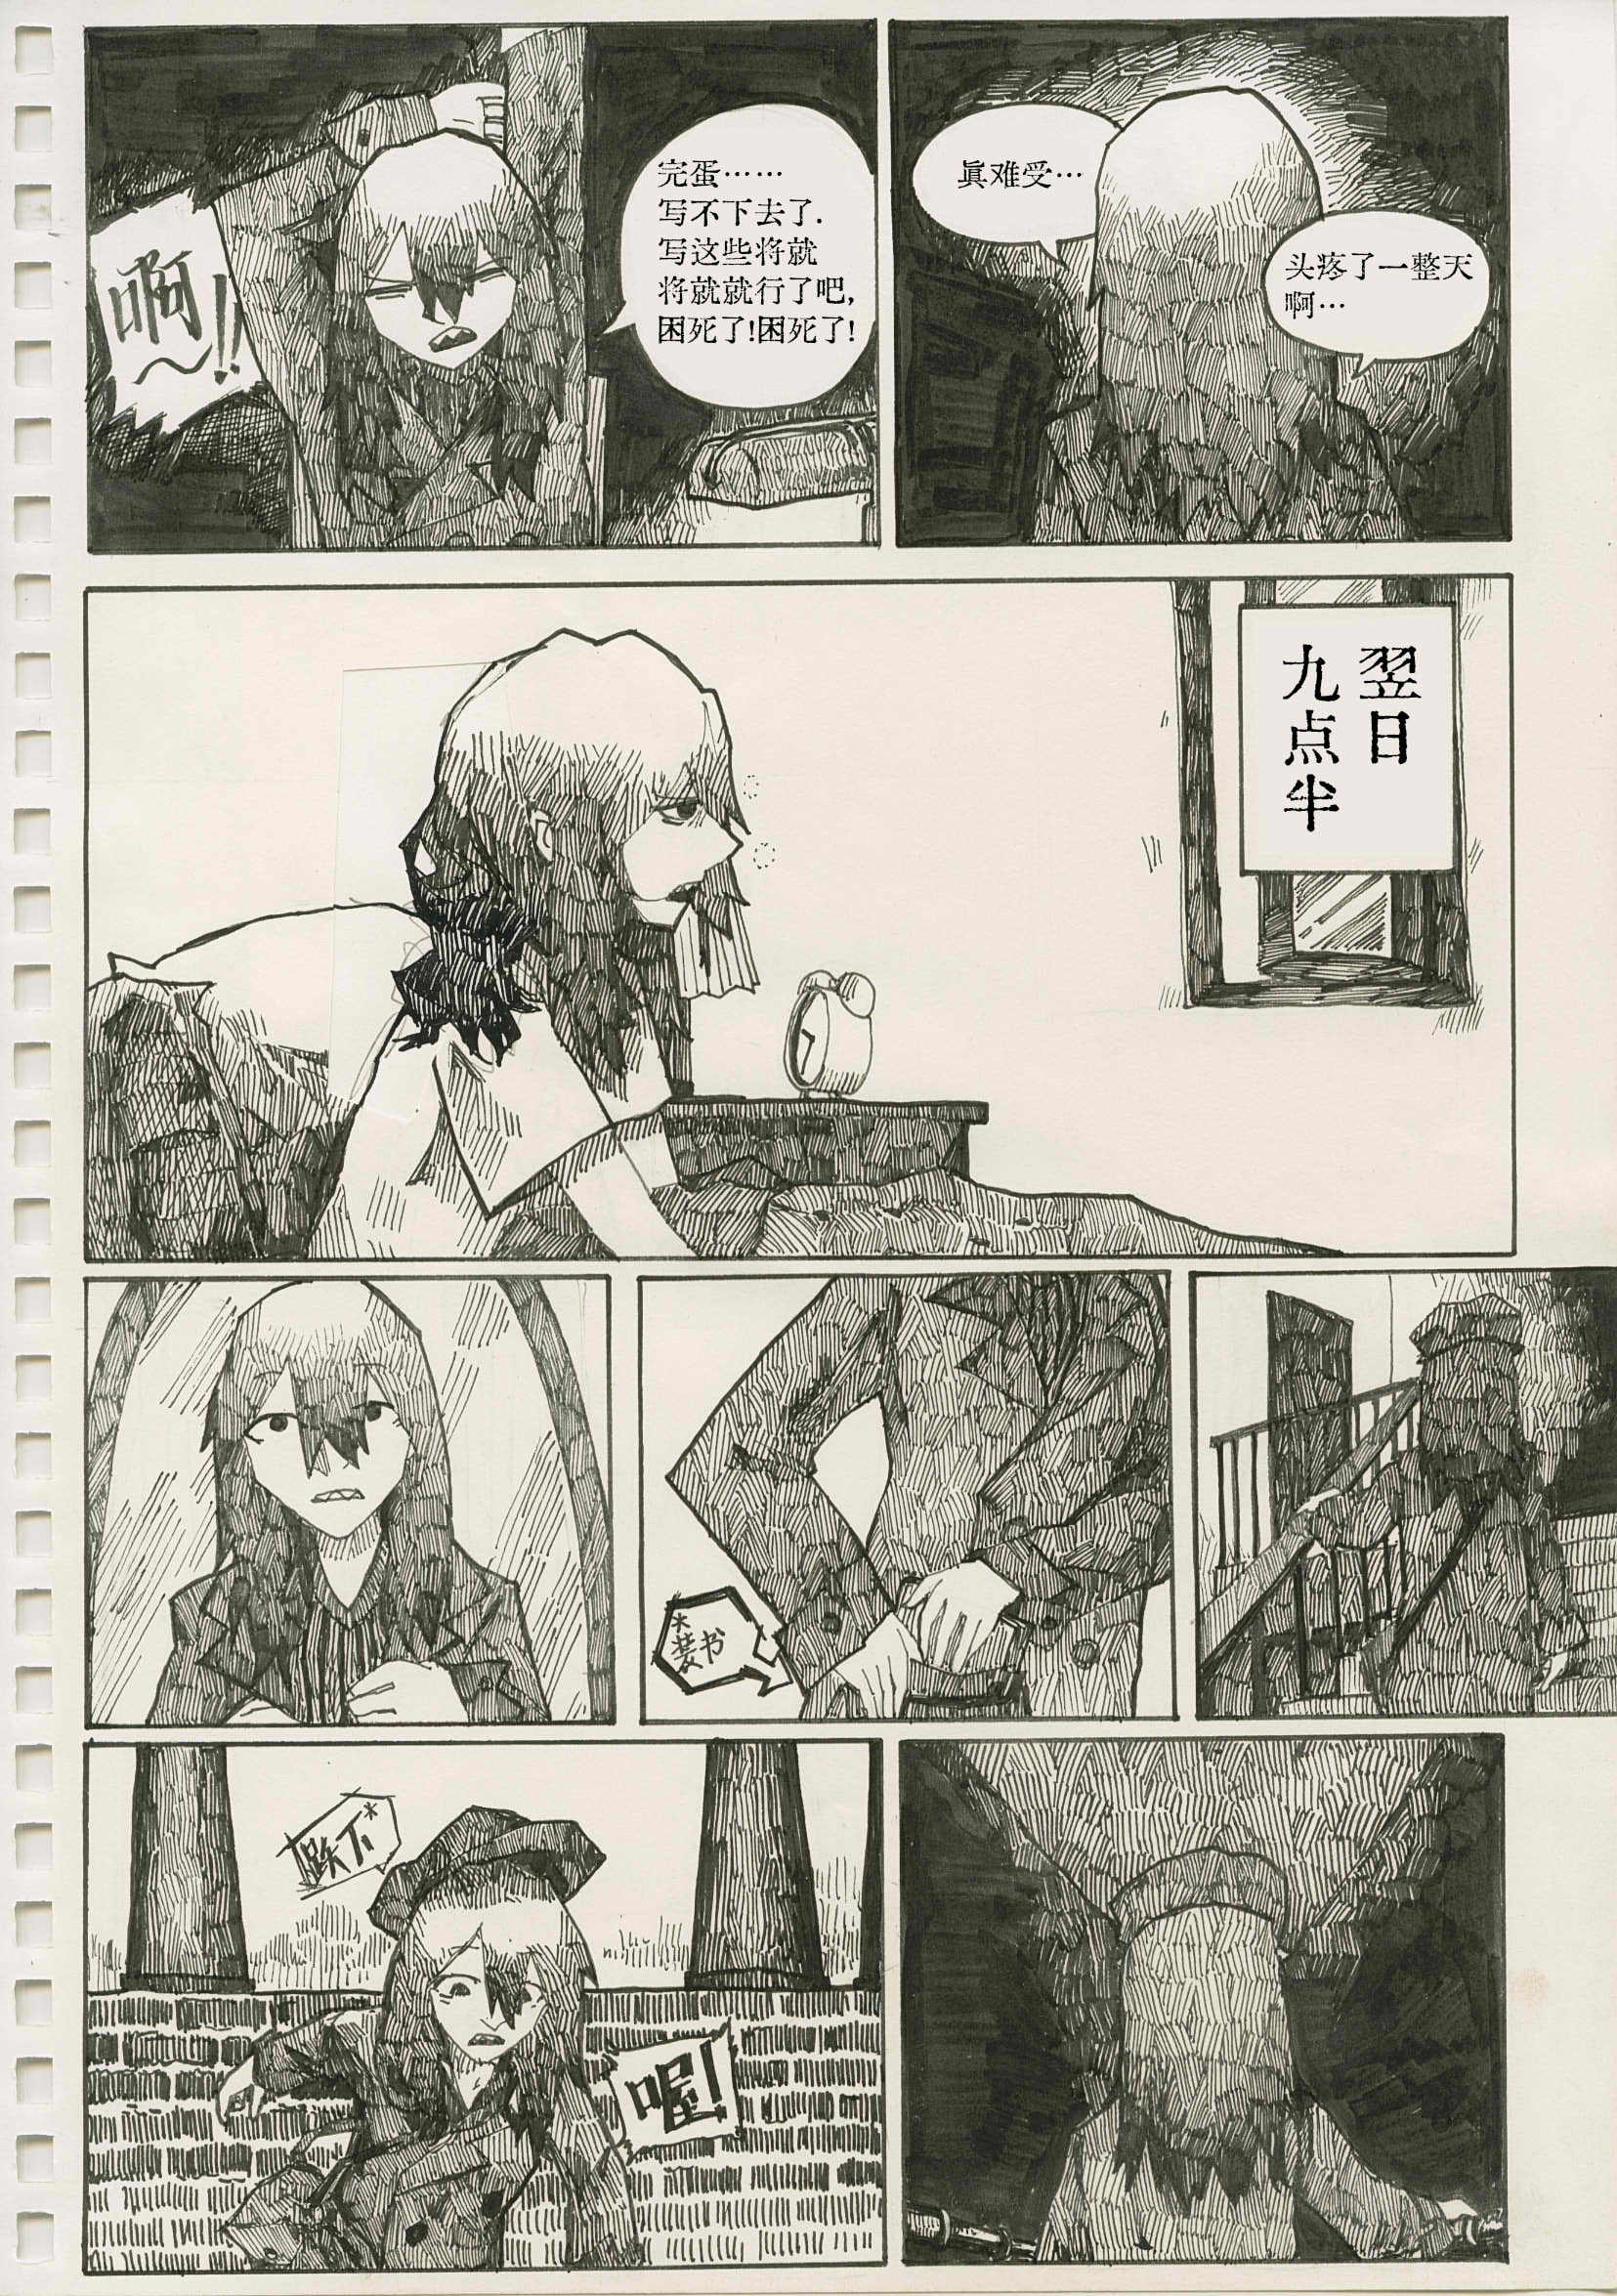 啊~!!
完蛋……
写不下去了.
写这些将就
将就就行了吧,
困死了!困死了!
真难受…
头疼了一整天
啊…
翌日
九点半
*装书
跌下*
喔!